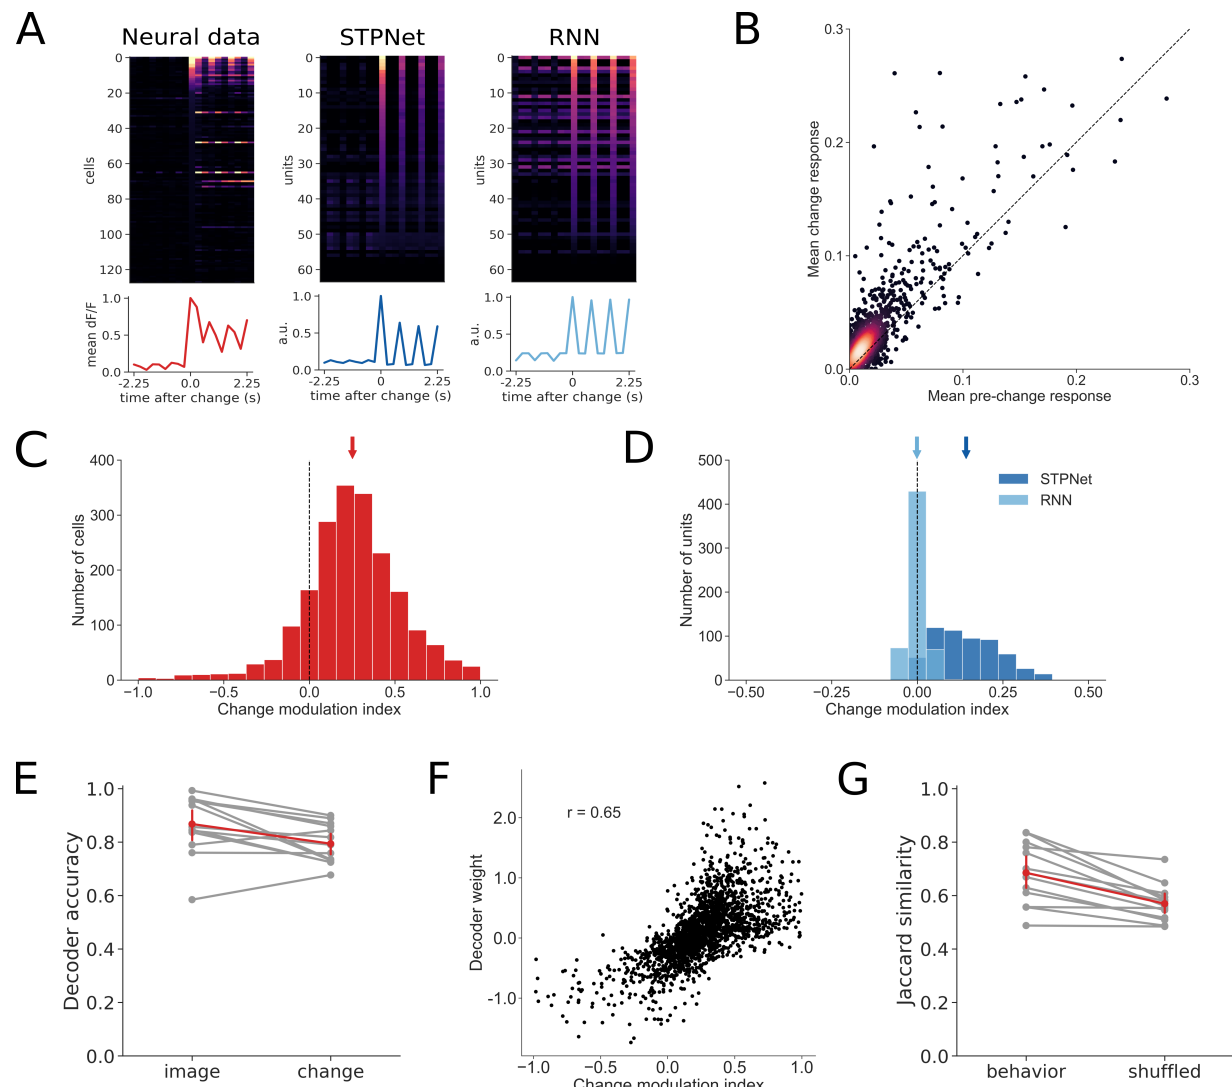 A
Neural data
STPNet
RNN
0
20
40
60
80
100
120
cells
0
10
20
30
40
50
60
units
0
10
20
30
40
50
60
units
1.0
0.5
0.0
mean dF/F
-2.25 0.0 2.25
time after change (s)
1.0
0.5
0.0
a.u.
-2.25 0 2.25
time after change (s)
1.0
0.5
0.0
a.u.
-2.25 0 2.25
time after change (s)
B
0.3
0.2
0.1
0.0
Mean change response
0.0 0.1 0.2 0.3
Mean pre-change response
C
400
300
200
100
0
Number of cells
−1.0 −0.5 0.0 0.5 1.0
Change modulation index
D
500
400
300
200
100
0
Number of units
STPNet
RNN
−0.50 −0.25 0.00 0.25 0.50
Change modulation index
E
1.0
0.8
0.6
0.4
0.2
0.0
Decoder accuracy
image change
F
r = 0.65
2.0
1.0
0.0
-1.0
Decoder weight
−1.0 −0.5 0.0 0.5 1.0
Change modulation index
G
1.0
0.8
0.6
0.4
0.2
0.0
Jaccard similarity
behavior shuffled